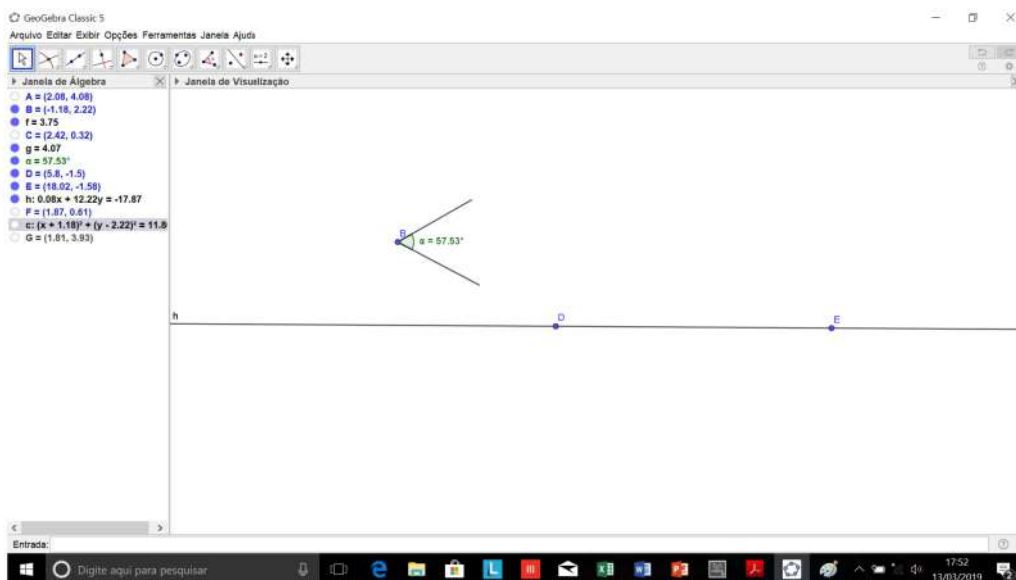 GeoGebra Classic 5
Arquivo Editar Exibir Opções Ferramentas Janela Ajuda
Janela de Álgebra
Janela de Visualização
A = (2.08, 4.08)
B = (-1.18, 2.22)
f = 3.75
C = (2.42, 0.32)
g = 4.07
α = 57.53°
D = (5.8, -1.5)
E = (18.02, -1.58)
h: 0.08x + 12.22y = -17.87
F = (1.87, 0.61)
c: (x + 1.18)² + (y - 2.22)² = 11.8
G = (1.81, 3.93)
B
α = 57.53°
h
D
E
Entrada:
Digite aqui para pesquisar
17:52
13/03/2019